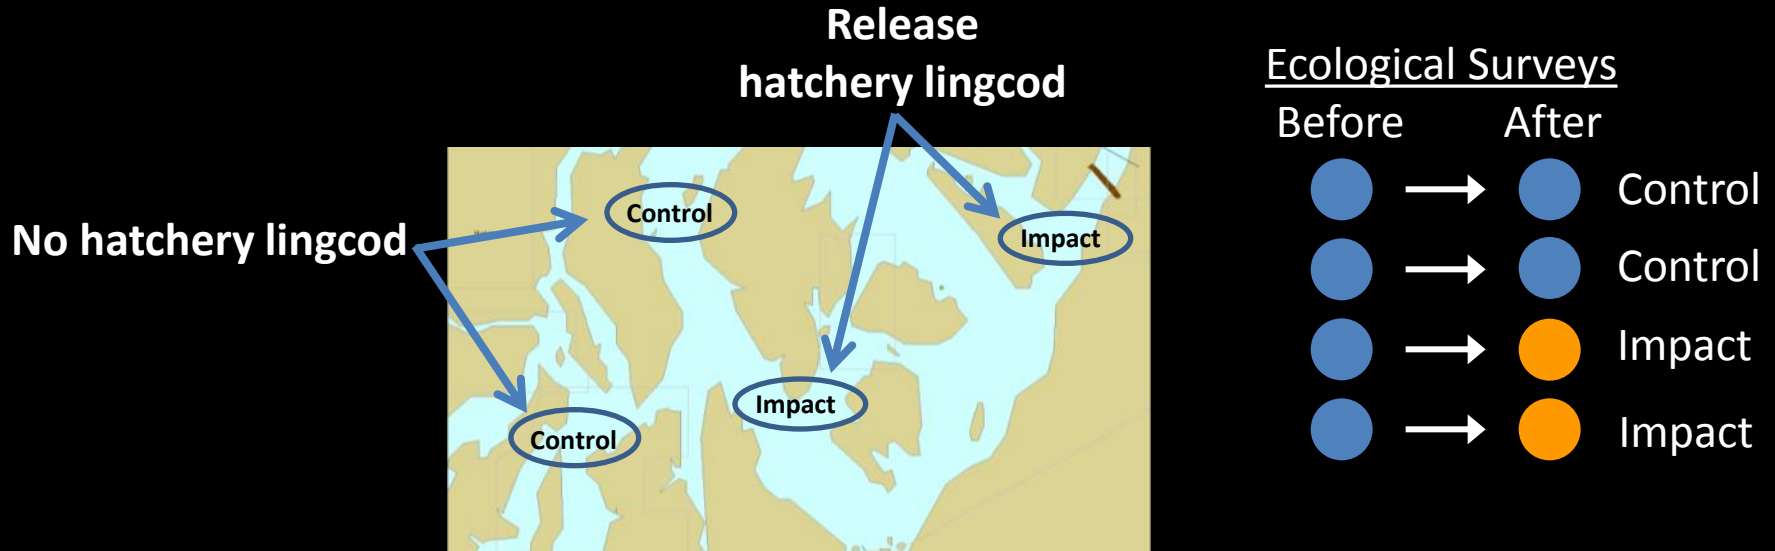 Release
hatchery lingcod
No hatchery lingcod
Control
Impact
Impact
Control
Ecological Surveys
Before After
Control
Control
Impact
Impact